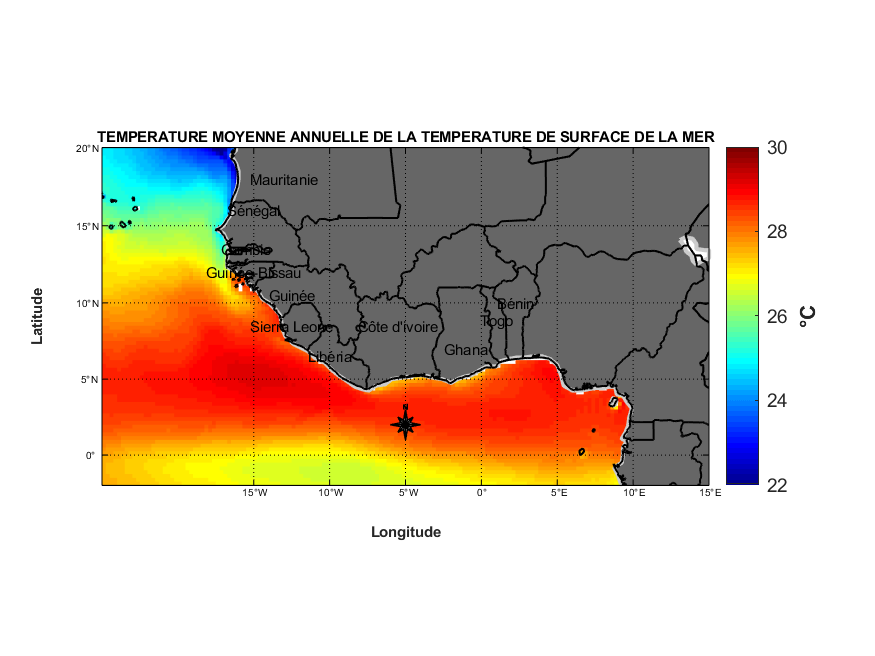 TEMPERATURE MOYENNE ANNUELLE DE LA TEMPERATURE DE SURFACE DE LA MER
20°N
15°N
10°N
5°N
0°
Latitude
Mauritanie
Sénégal
Gambie
Guinée Bissau
Guinée
Sierra Leone
Libéria
Côte d'ivoire
Ghana
Togo
Bénin
N
15°W
10°W
5°W
0°
5°E
10°E
15°E
Longitude
30
28
26
24
22
°C